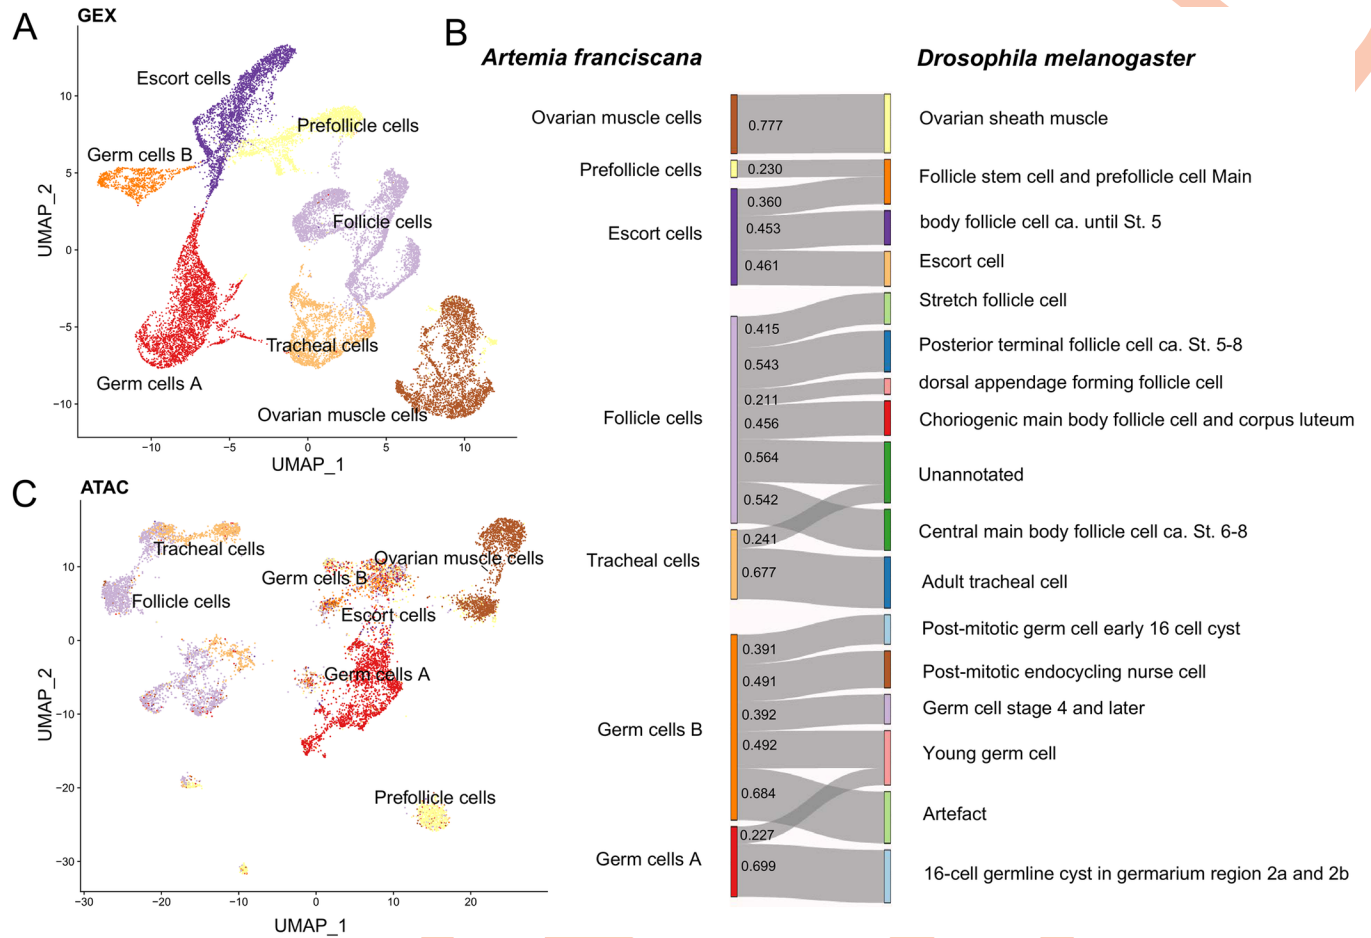 A
GEX
Escort cells
Prefollicle cells
Germ cells B
Follicle cells
Tracheal cells
Germ cells A
Ovarian muscle cells
UMAP_2
10
5
0
−5
−10
−10
−5
0
5
10
UMAP_1
B
Artemia franciscana
Drosophila melanogaster
Ovarian muscle cells
0.777
Ovarian sheath muscle
Prefollicle cells
0.230
Follicle stem cell and prefollicle cell Main
0.360
Escort cells
0.453
body follicle cell ca. until St. 5
0.461
Escort cell
Stretch follicle cell
0.415
Posterior terminal follicle cell ca. St. 5-8
0.543
dorsal appendage forming follicle cell
0.211
Follicle cells
0.456
Choriogenic main body follicle cell and corpus luteum
0.564
Unannotated
0.542
Central main body follicle cell ca. St. 6-8
0.241
Tracheal cells
0.677
Adult tracheal cell
Post-mitotic germ cell early 16 cell cyst
0.391
Post-mitotic endocycling nurse cell
0.491
Germ cell stage 4 and later
0.392
Germ cells B
0.492
Young germ cell
0.684
Artefact
0.227
Germ cells A
0.699
16-cell germline cyst in germarium region 2a and 2b
C
ATAC
Tracheal cells
Ovarian muscle cells
Germ cells B
Follicle cells
Escort cells
Germ cells A
Prefollicle cells
UMAP_2
10
0
−10
−20
−30
−30
−20
−10
0
10
20
UMAP_1